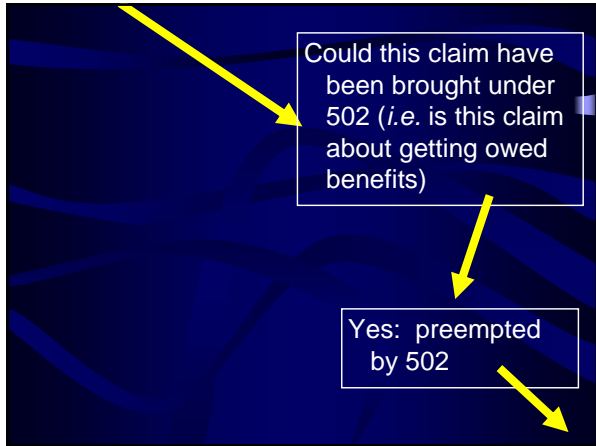 Could this claim have
been brought under
502 (i.e. is this claim
about getting owed
benefits)
Yes: preempted
by 502